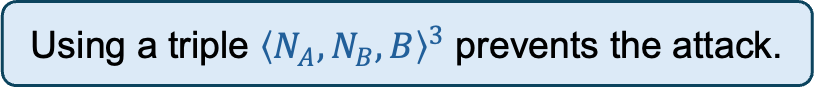 Using a triple ⟨N_A, N_B, B⟩³ prevents the attack.